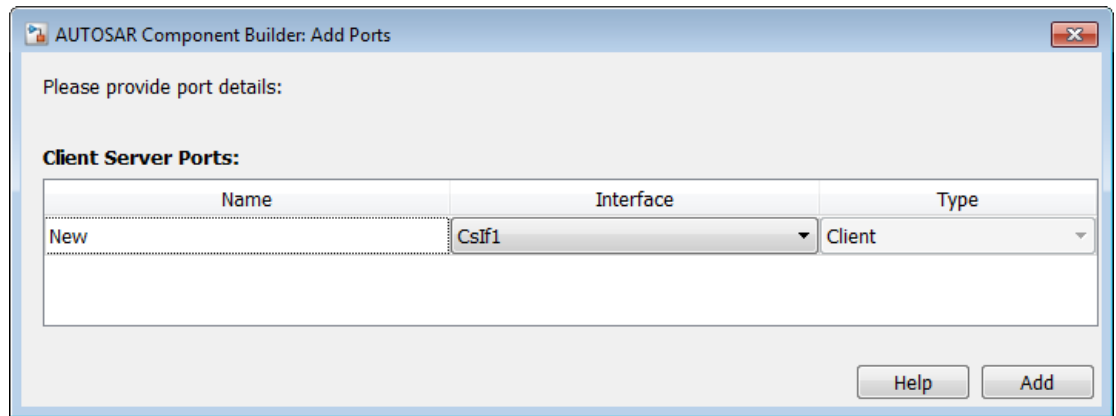 AUTOSAR Component Builder: Add Ports
Please provide port details:
Client Server Ports:
Name Interface Type
New CsIf1 Client
Help Add